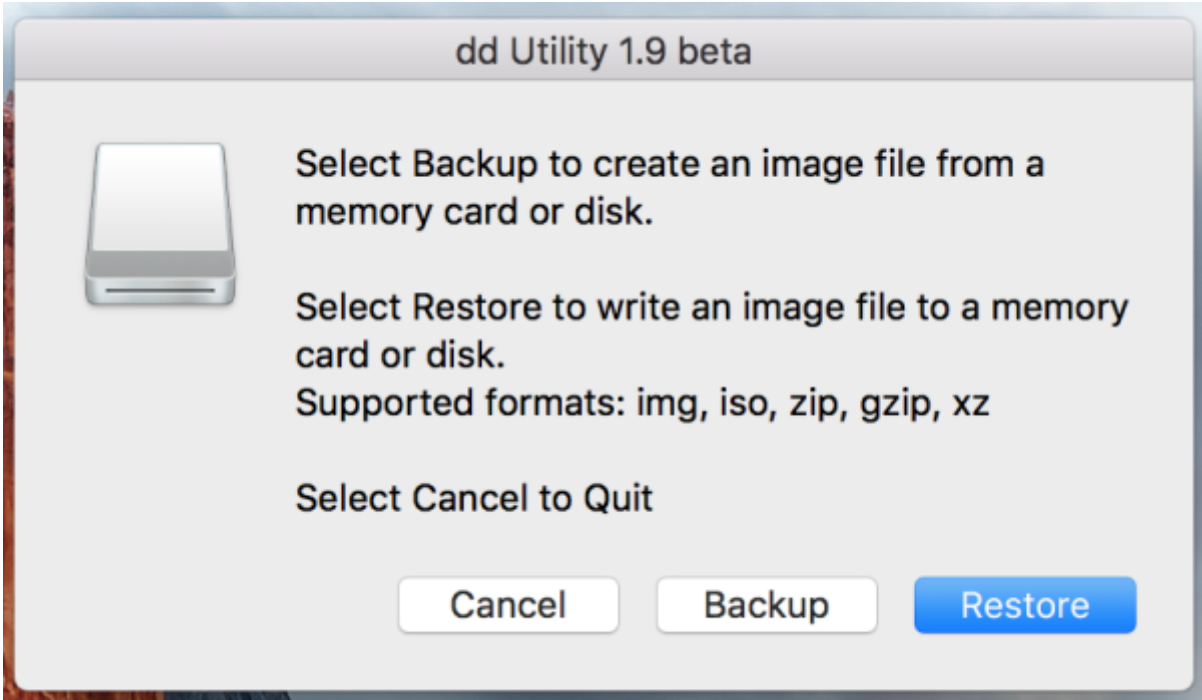 dd Utility 1.9 beta
Select Backup to create an image file from a
memory card or disk.
Select Restore to write an image file to a memory
card or disk.
Supported formats: img, iso, zip, gzip, xz
Select Cancel to Quit
Cancel
Backup
Restore